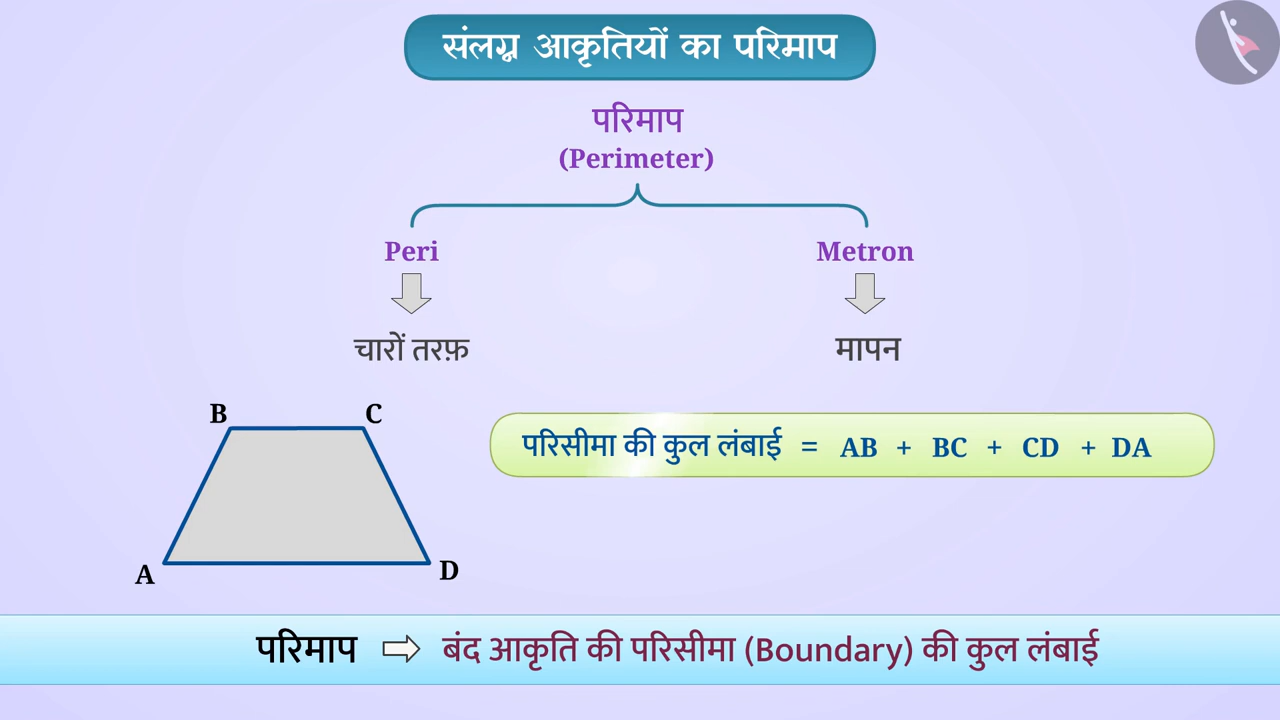 संलग्न आकृतियों का परिमाप
परिमाप
(Perimeter)
Peri
Metron
चारों तरफ़
मापन
B
C
परिसीमा की कुल लंबाई = AB + BC + CD + DA
A
D
परिमाप ⇨ बंद आकृति की परिसीमा (Boundary) की कुल लंबाई